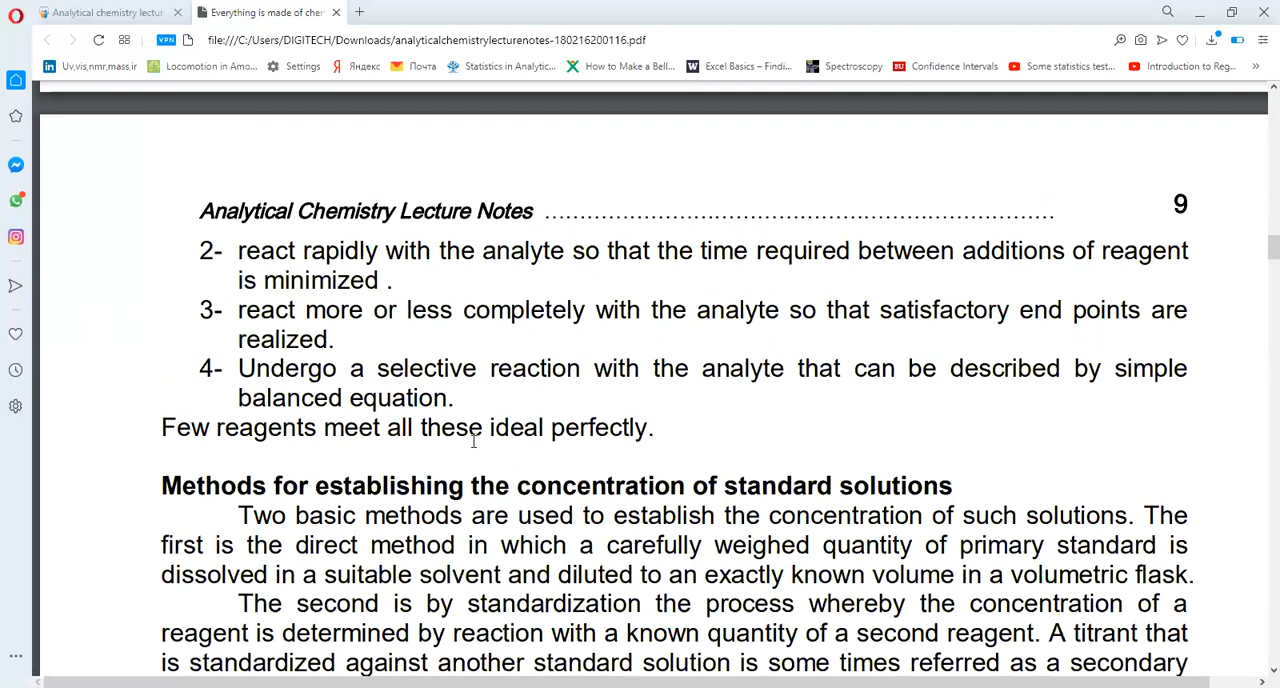 Analytical chemistry lectur
Everything is made of cher
file:///C:/Users/DIGITECH/Downloads/analyticalchemistrylecturenotes-180216200116.pdf
VPN
Uv,vis,nmr,mass,ir
Locomotion in Amo...
Settings
Яндекс
Почта
Statistics in Analytic...
How to Make a Bell...
Excel Basics – Findi...
Spectroscopy
Confidence Intervals
Some statistics test...
Introduction to Reg...
Analytical Chemistry Lecture Notes ........................................................................ 9
2- react rapidly with the analyte so that the time required between additions of reagent
is minimized .
3- react more or less completely with the analyte so that satisfactory end points are
realized.
4- Undergo a selective reaction with the analyte that can be described by simple
balanced equation.
Few reagents meet all these ideal perfectly.
Methods for establishing the concentration of standard solutions
Two basic methods are used to establish the concentration of such solutions. The
first is the direct method in which a carefully weighed quantity of primary standard is
dissolved in a suitable solvent and diluted to an exactly known volume in a volumetric flask.
The second is by standardization the process whereby the concentration of a
reagent is determined by reaction with a known quantity of a second reagent. A titrant that
is standardized against another standard solution is some times referred as a secondary